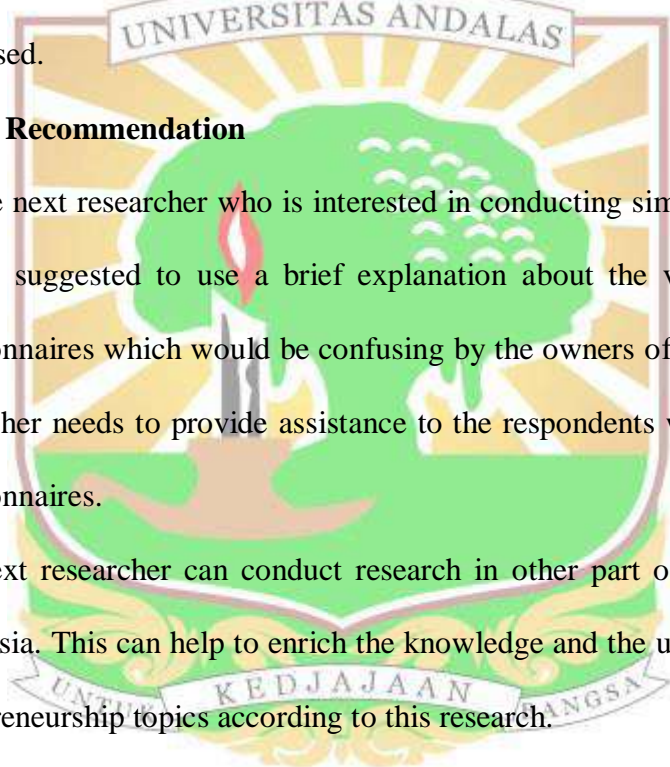 UNIVERSITAS ANDALAS
sed.
Recommendation
e next researcher who is interested in conducting sim
suggested to use a brief explanation about the v
onnaires which would be confusing by the owners of
her needs to provide assistance to the respondents v
onnaires.
ext researcher can conduct research in other part o
sia. This can help to enrich the knowledge and the u
preneurship topics according to this research.
UNTUK KEDJAJAAN BANGSA